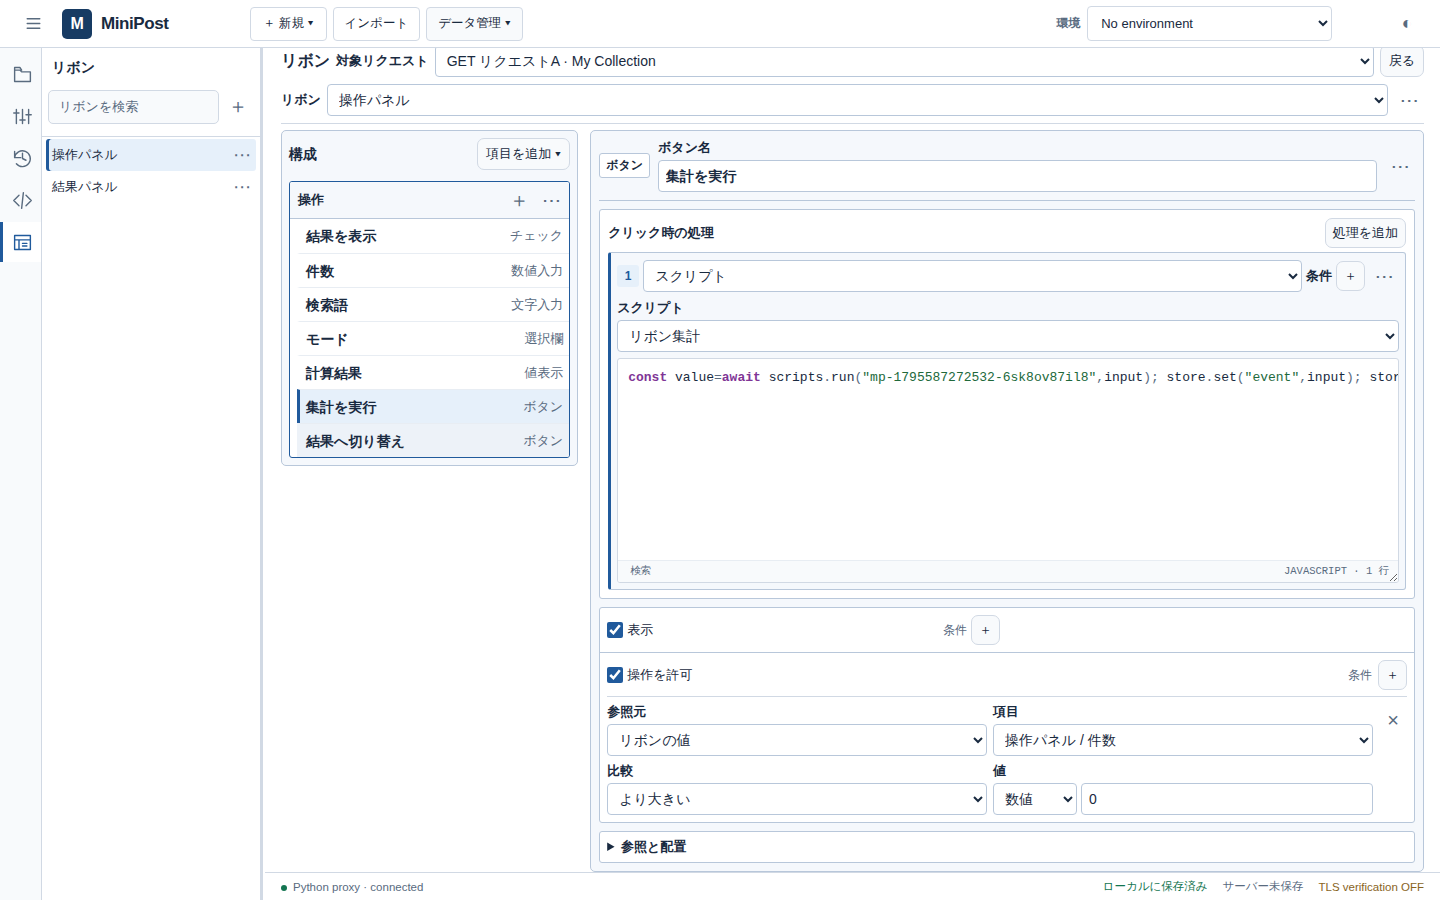 M MiniPost ＋ 新規 ▾ インポート データ管理 ▾ 環境 No environment
リボン
リボンを検索 ＋
操作パネル ···
結果パネル ···
リボン 対象リクエスト GET リクエストA · My Collection 戻る
リボン 操作パネル ···
構成 項目を追加 ▾
操作 ＋ ···
結果を表示 チェック
件数 数値入力
検索語 文字入力
モード 選択欄
計算結果 値表示
集計を実行 ボタン
結果へ切り替え ボタン
ボタン名
ボタン 集計を実行 ···
クリック時の処理 処理を追加
1 スクリプト 条件 ＋ ···
スクリプト
リボン集計
const value=await scripts.run("mp-1795587272532-6sk8ov87il8",input); store.set("event",input); stor
検索 JAVASCRIPT · 1 行
表示 条件 ＋
操作を許可 条件 ＋
参照元 項目 ×
リボンの値 操作パネル / 件数
比較 値
より大きい 数値 0
▶ 参照と配置
Python proxy · connected ローカルに保存済み サーバー未保存 TLS verification OFF